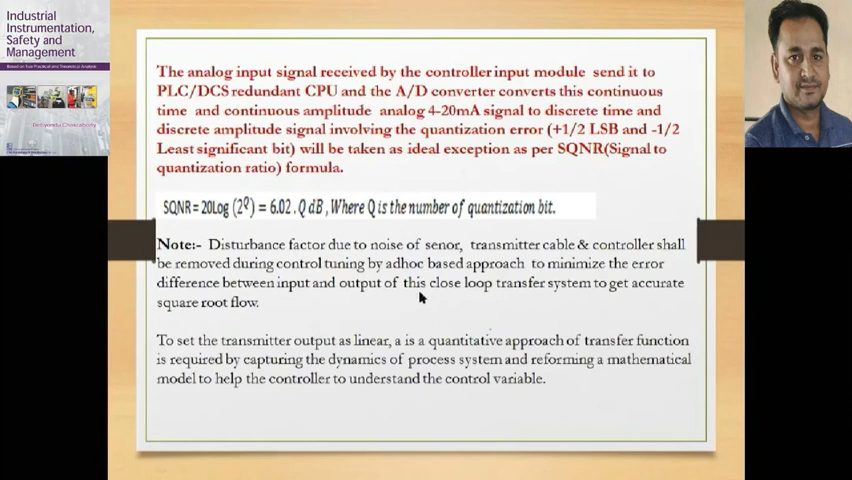 Industrial
Instrumentation,
Safety and
Management
The analog input signal received by the controller input module send it to
PLC/DCS redundant CPU and the A/D converter converts this continuous
time and continuous amplitude analog 4-20mA signal to discrete time and
discrete amplitude signal involving the quantization error (+1/2 LSB and -1/2
Least significant bit) will be taken as ideal exception as per SQNR(Signal to
quantization ratio) formula.
SQNR = 20Log (2^Q) = 6.02 . Q dB , Where Q is the number of quantization bit.
Note:- Disturbance factor due to noise of senor, transmitter cable & controller shall
be removed during control tuning by adhoc based approach to minimize the error
difference between input and output of this close loop transfer system to get accurate
square root flow.
To set the transmitter output as linear, a is a quantitative approach of transfer function
is required by capturing the dynamics of process system and reforming a mathematical
model to help the controller to understand the control variable.